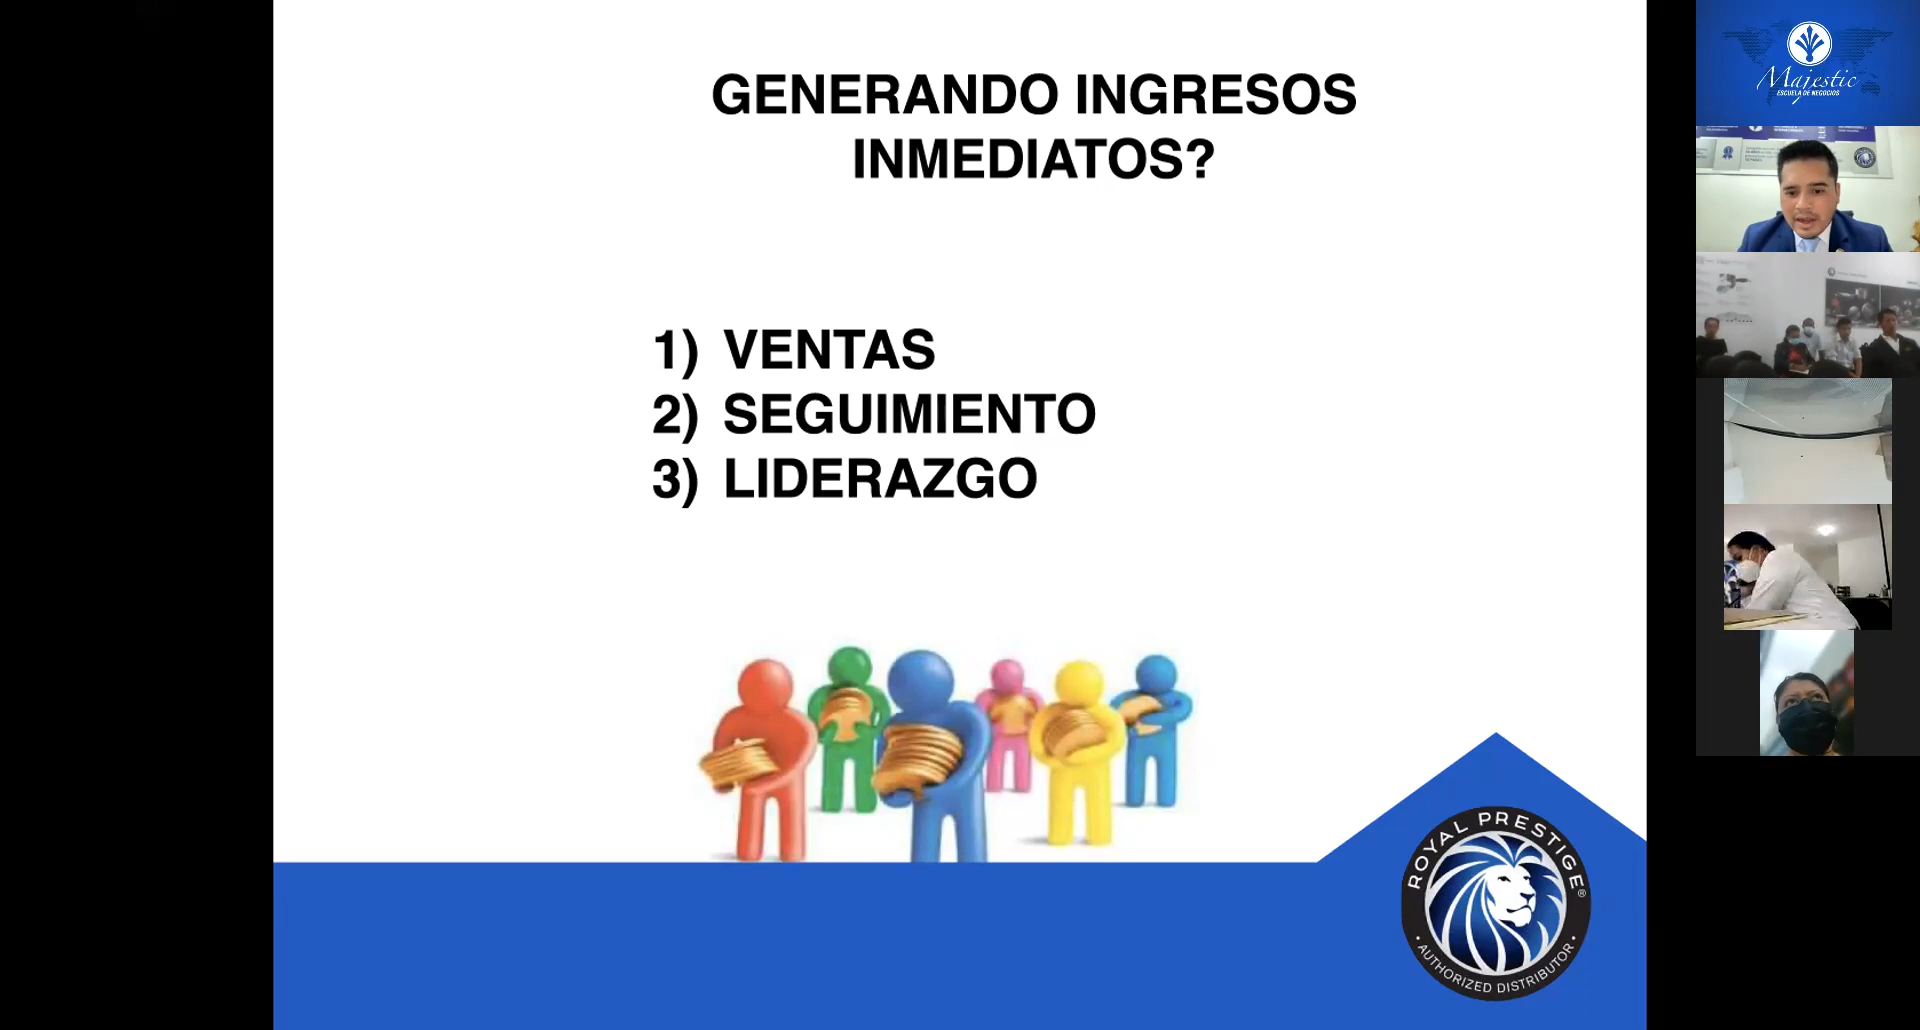 GENERANDO INGRESOS
INMEDIATOS?
1) VENTAS
2) SEGUIMIENTO
3) LIDERAZGO
ROYAL PRESTIGE®
• AUTHORIZED DISTRIBUTOR •
Majestic
ESCUELA DE NEGOCIOS